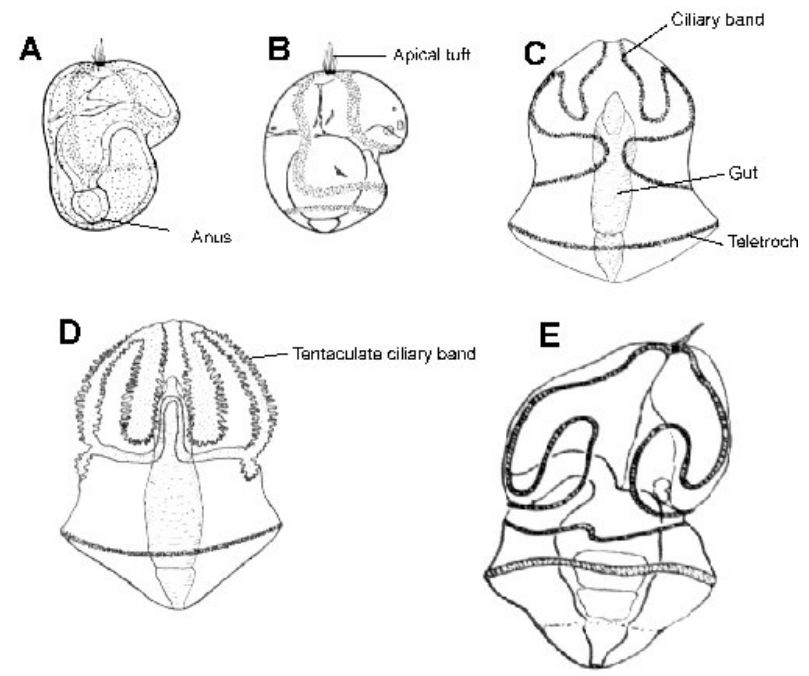 A
B
Apical tuft
Anus
C
Ciliary band
Gut
Teletroch
D
Tentaculate ciliary band
E